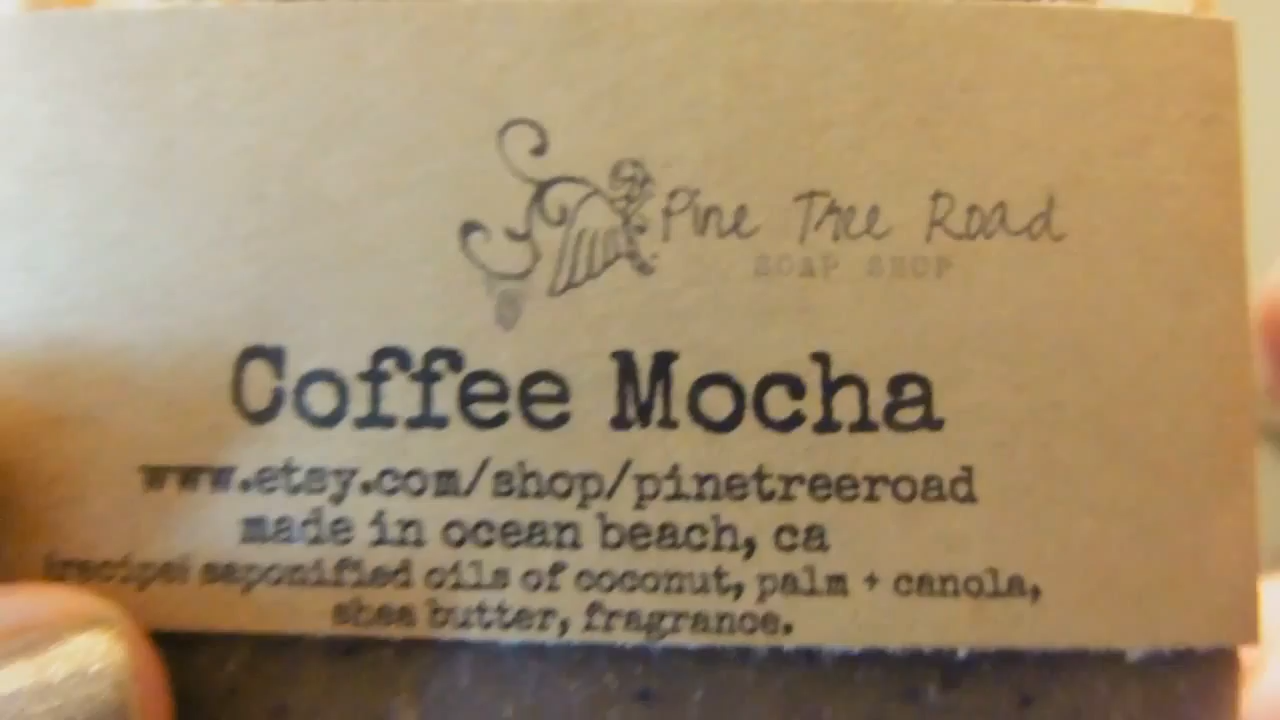 Pine Tree Road
SOAP SHOP
Coffee Mocha
www.etsy.com/shop/pinetreeroad
made in ocean beach, ca
{recipe} saponified oils of coconut, palm + canola,
shea butter, fragrance.